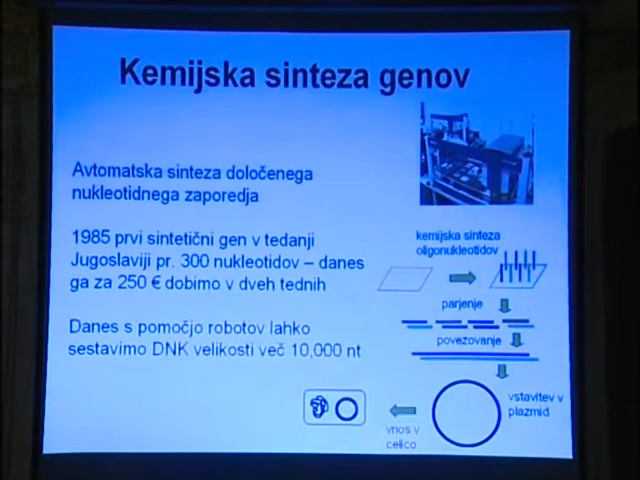 Kemijska sinteza genov
Avtomatska sinteza določenega
nukleotidnega zaporedja
1985 prvi sintetični gen v tedanji
Jugoslaviji pr. 300 nukleotidov – danes
ga za 250 € dobimo v dveh tednih
Danes s pomočjo robotov lahko
sestavimo DNK velikosti več 10,000 nt
kemijska sinteza
oligonukleotidov
parjenje
povezovanje
vstavitev v
plazmid
vnos v
celico